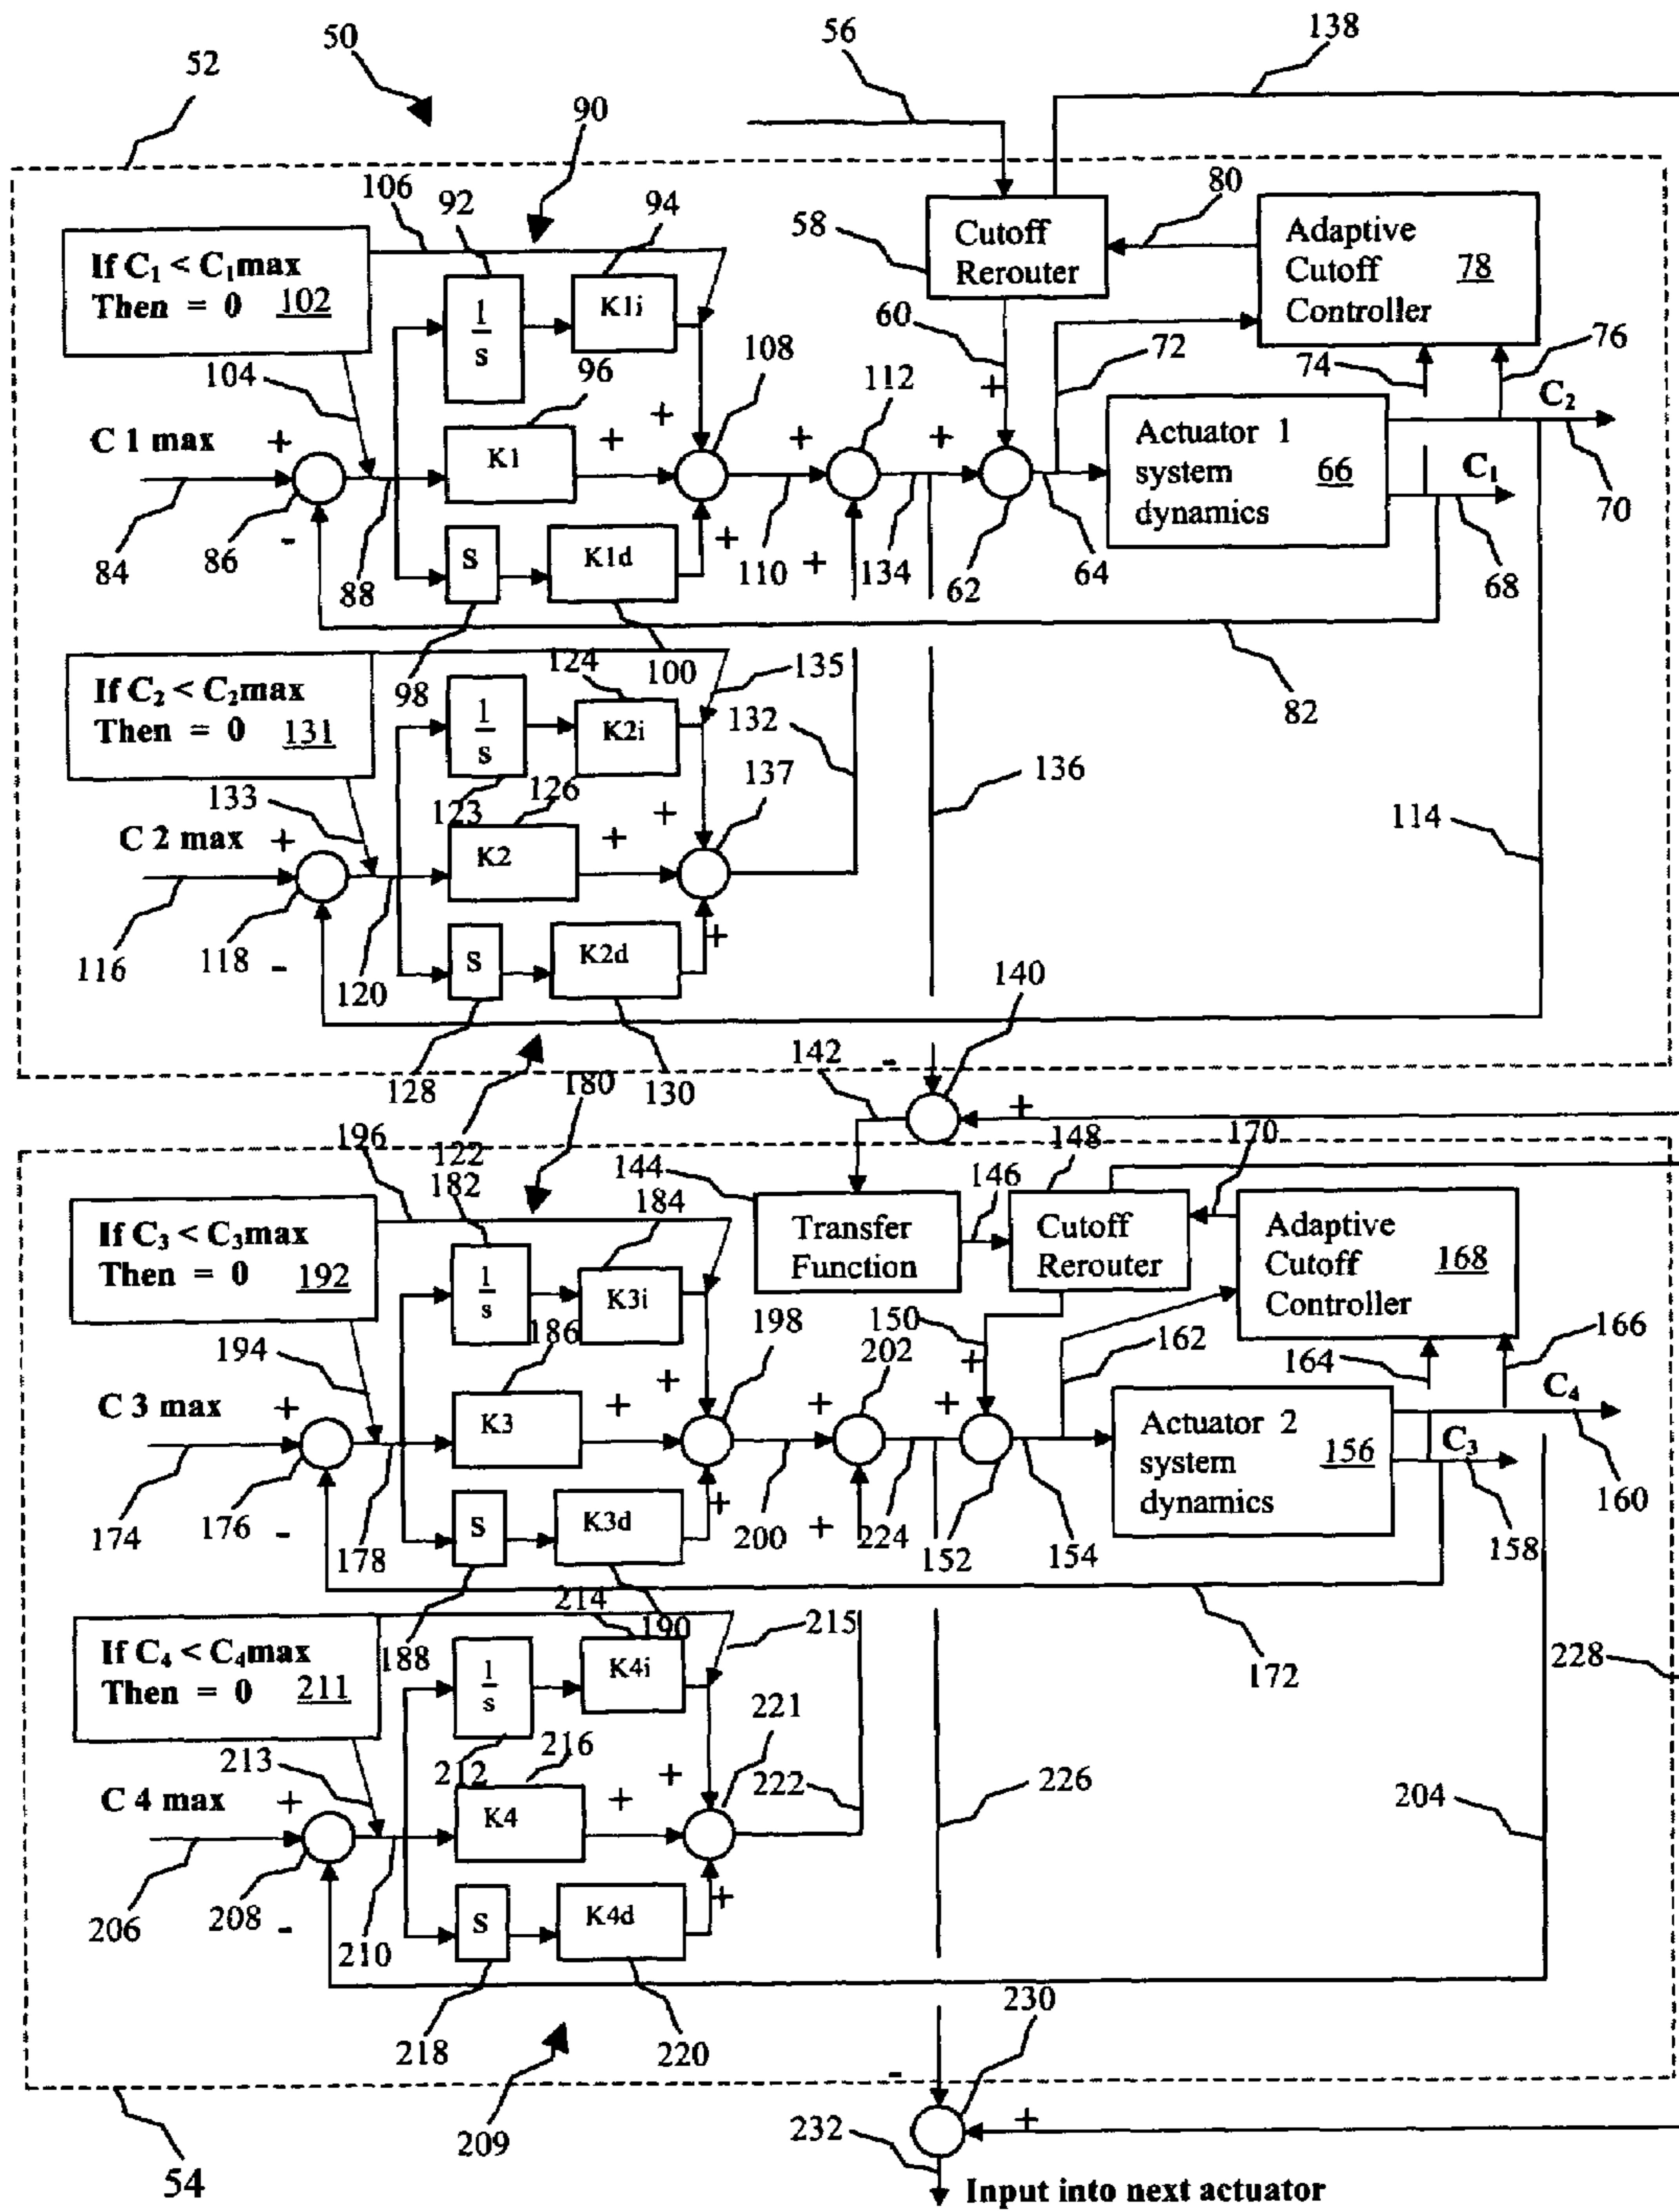 50
56
138
52
90
106
92
94
80
58
If C₁ < C₁max
Then = 0 102
1
s
K1i
Cutoff
Rerouter
Adaptive
Cutoff
Controller
78
60
108
72
74
76
104
96
112
+
C₂
C 1 max
+
K1
+
+
+
+
Actuator 1
system
dynamics
66
C₁
70
84
86
-
88
S
K1d
+
110
+
134
62
64
68
98
100
124
135
82
If C₂ < C₂max
Then = 0 131
1
s
K2i
132
136
133
123
126
137
114
C 2 max
+
K2
+
+
116
118
-
120
S
K2d
+
140
128
130
142
-
+
122
180
196
182
184
144
146
148
170
If C₃ < C₃max
Then = 0 192
1
s
K3i
Transfer
Function
Cutoff
Rerouter
Adaptive
Cutoff
Controller
168
186
198
150
202
162
164
166
194
+
C 3 max
+
K3
+
+
+
+
Actuator 2
system
dynamics
156
C₄
C₃
160
174
176
-
178
S
K3d
+
200
+
224
152
154
158
188
214
190
215
172
228
If C₄ < C₄max
Then = 0 211
1
s
K4i
221
213
212
216
222
226
204
C 4 max
+
K4
+
+
206
208
-
210
S
K4d
+
218
220
230
209
-
+
232
54
Input into next actuator